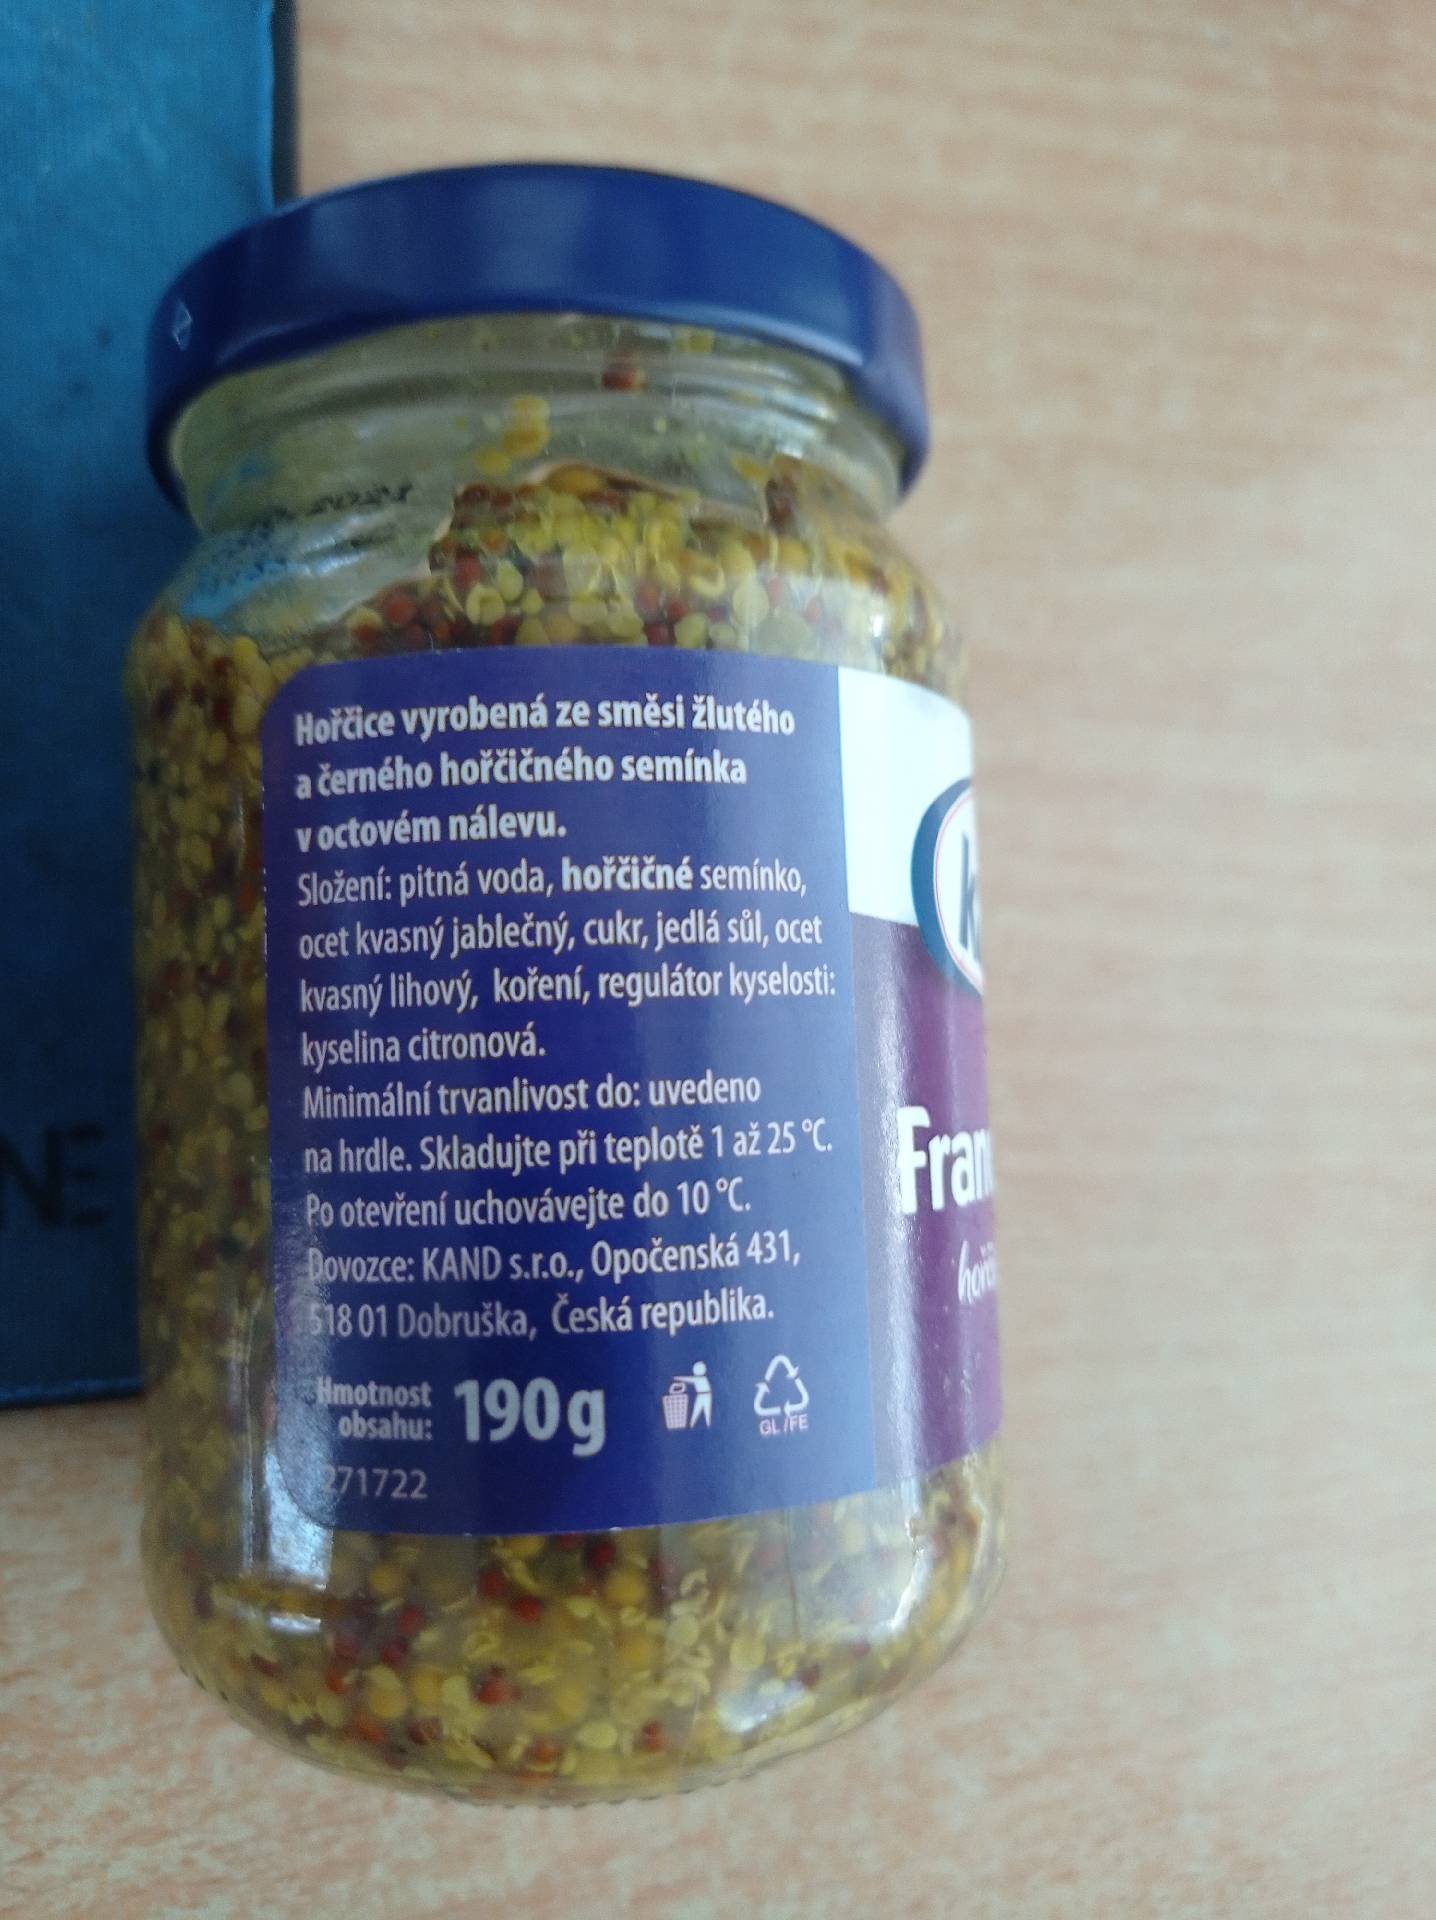 Hořčice vyrobená ze směsi žlutého
a černého hořčičného semínka
v octovém nálevu.
Složení: pitná voda, hořčičné semínko,
ocet kvasný jablečný, cukr, jedlá sůl, ocet
kvasný lihový, koření, regulátor kyselosti:
kyselina citronová.
Minimální trvanlivost do: uvedeno
na hrdle. Skladujte při teplotě 1 až 25 °C.
Po otevření uchovávejte do 10 °C.
Dovozce: KAND s.r.o., Opočenská 431,
518 01 Dobruška, Česká republika.
Hmotnost
obsahu: 190 g
GL/FE
271722
Fran
NE